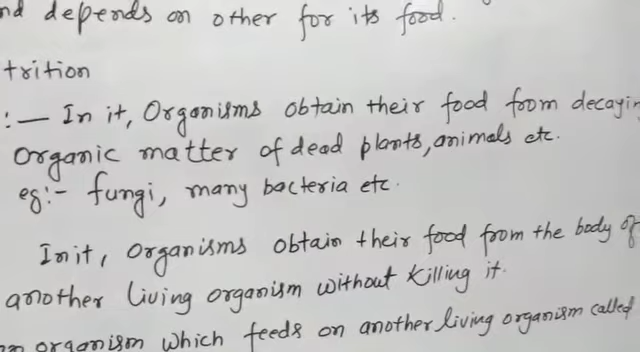 nd depends on other for its food.
trition
:— In it, Organisms obtain their food from decayin
Organic matter of dead plants, animals etc.
eg:- fungi, many bacteria etc.
In it, organisms obtain their food from the body of
another living organism without killing it.
an organism which feeds on another living organism called